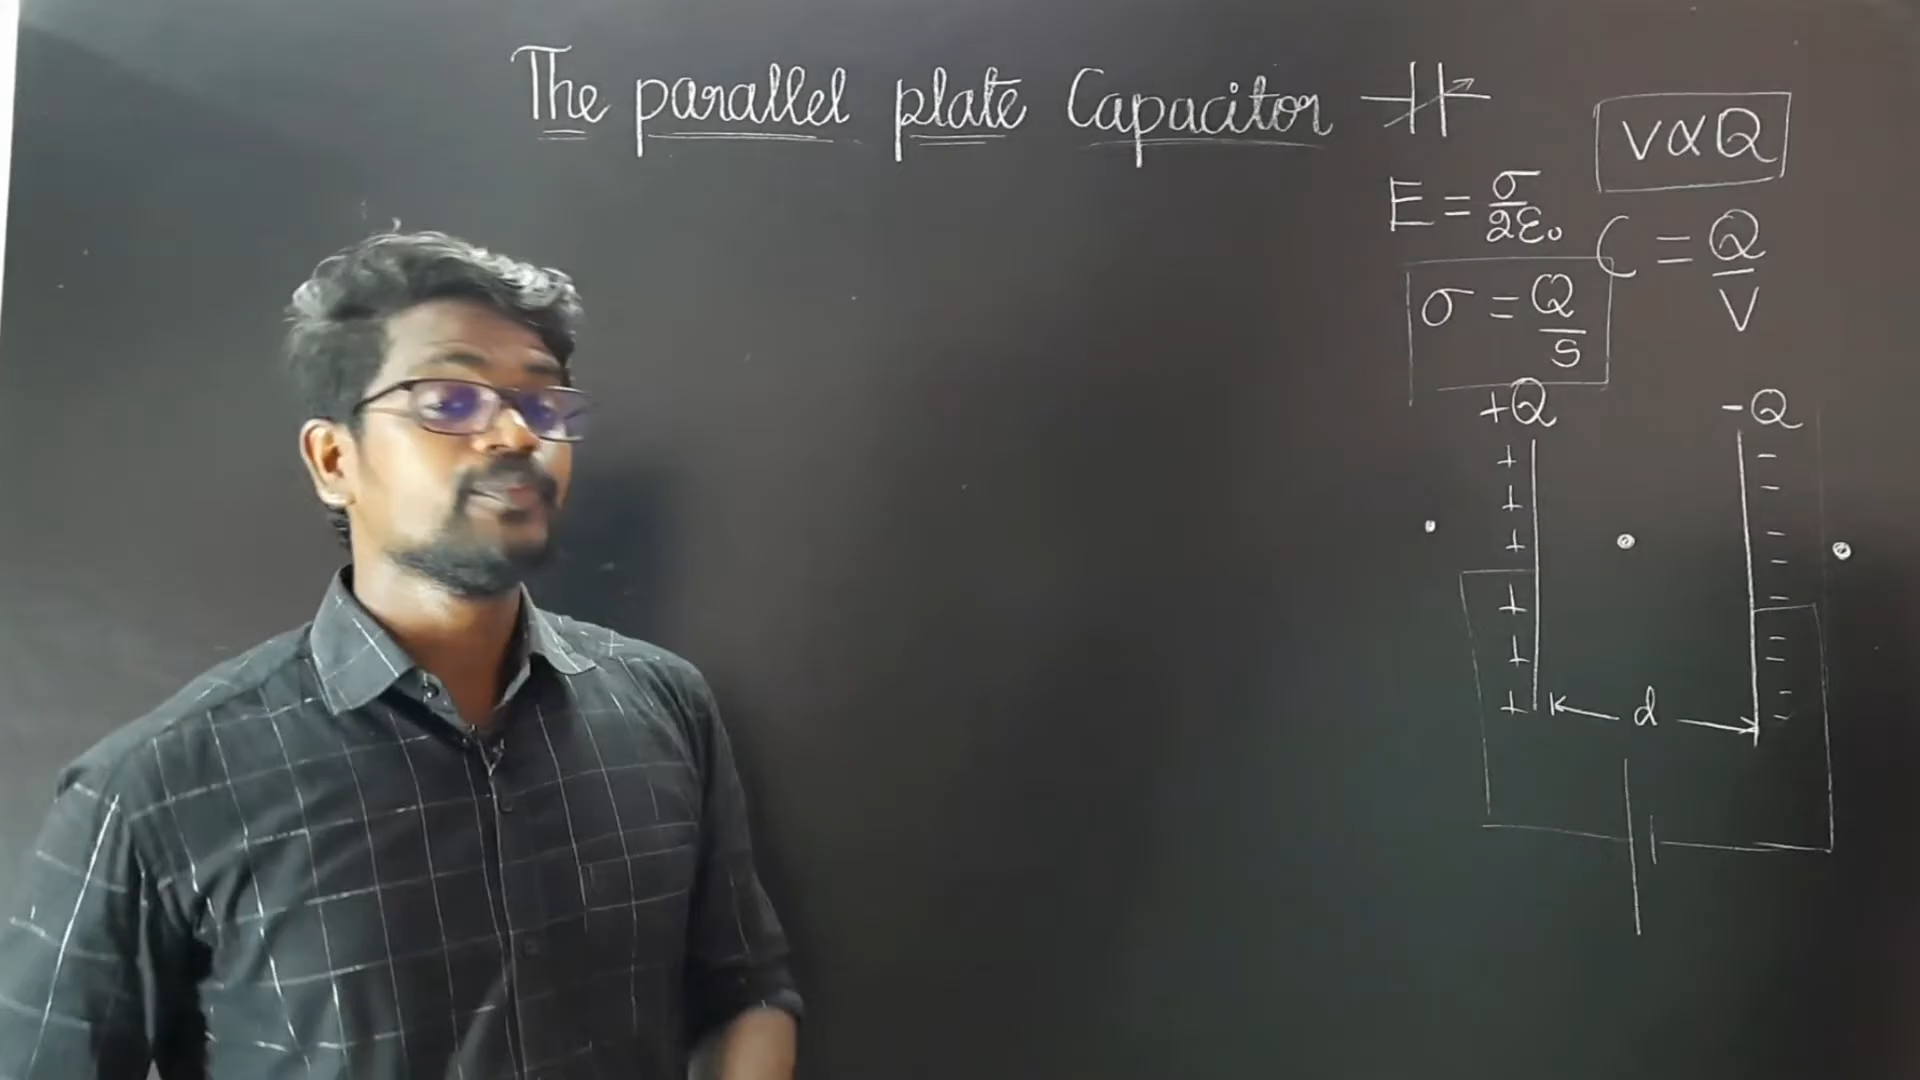 The parallel plate Capacitor
V∝Q
E = σ/2ε₀
C = Q/V
σ = Q/S
+Q
-Q
+ -
+ -
+ -
-
+ -
-
+ -
+ -
-
d